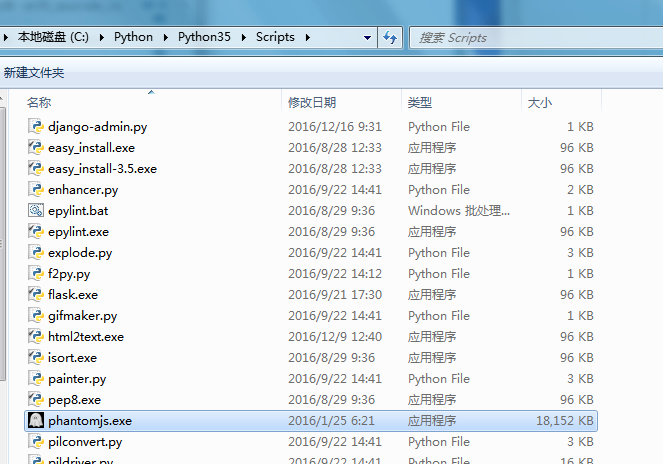 本地磁盘 (C:) Python Python35 Scripts 搜索 Scripts
新建文件夹
名称 修改日期 类型 大小
django-admin.py 2016/12/16 9:31 Python File 1 KB
easy_install.exe 2016/8/28 12:33 应用程序 96 KB
easy_install-3.5.exe 2016/8/28 12:33 应用程序 96 KB
enhancer.py 2016/9/22 14:41 Python File 2 KB
epylint.bat 2016/8/29 9:36 Windows 批处理... 1 KB
epylint.exe 2016/8/29 9:36 应用程序 96 KB
explode.py 2016/9/22 14:41 Python File 3 KB
f2py.py 2016/9/22 14:12 Python File 1 KB
flask.exe 2016/9/21 17:30 应用程序 96 KB
gifmaker.py 2016/9/22 14:41 Python File 1 KB
html2text.exe 2016/12/9 12:40 应用程序 96 KB
isort.exe 2016/8/29 9:36 应用程序 96 KB
painter.py 2016/9/22 14:41 Python File 3 KB
pep8.exe 2016/8/29 9:36 应用程序 96 KB
phantomjs.exe 2016/1/25 6:21 应用程序 18,152 KB
pilconvert.py 2016/9/22 14:41 Python File 3 KB
pildriver.py 2016/9/22 14:41 Python File 16 KB